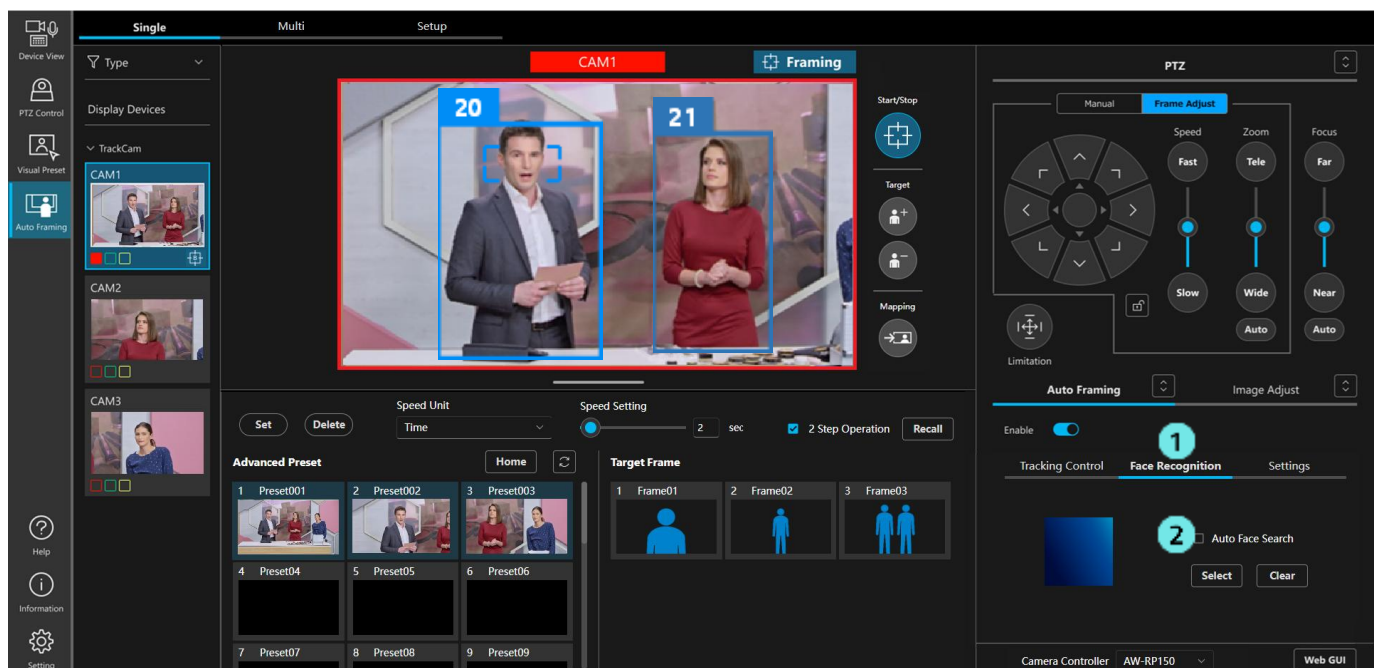 Device View
PTZ Control
Visual Preset
Auto Framing
Help
Information
Setting
Single
Multi
Setup
Type
Display Devices
TrackCam
CAM1
CAM2
CAM3
CAM1
Framing
20
21
Start/Stop
Target
Mapping
Set
Delete
Speed Unit
Time
Speed Setting
2
sec
2 Step Operation
Recall
Advanced Preset
Home
1 Preset001
2 Preset002
3 Preset003
4 Preset04
5 Preset05
6 Preset06
7 Preset07
8 Preset08
9 Preset09
Target Frame
1 Frame01
2 Frame02
3 Frame03
PTZ
Manual
Frame Adjust
Speed
Zoom
Focus
Fast
Tele
Far
Slow
Wide
Near
Auto
Auto
Limitation
Auto Framing
Image Adjust
Enable
1
Tracking Control
Face Recognition
Settings
2
Auto Face Search
Select
Clear
Camera Controller
AW-RP150
Web GUI